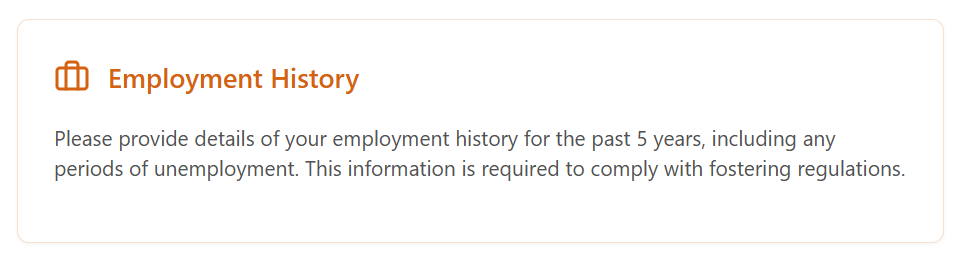 Employment History
Please provide details of your employment history for the past 5 years, including any
periods of unemployment. This information is required to comply with fostering regulations.